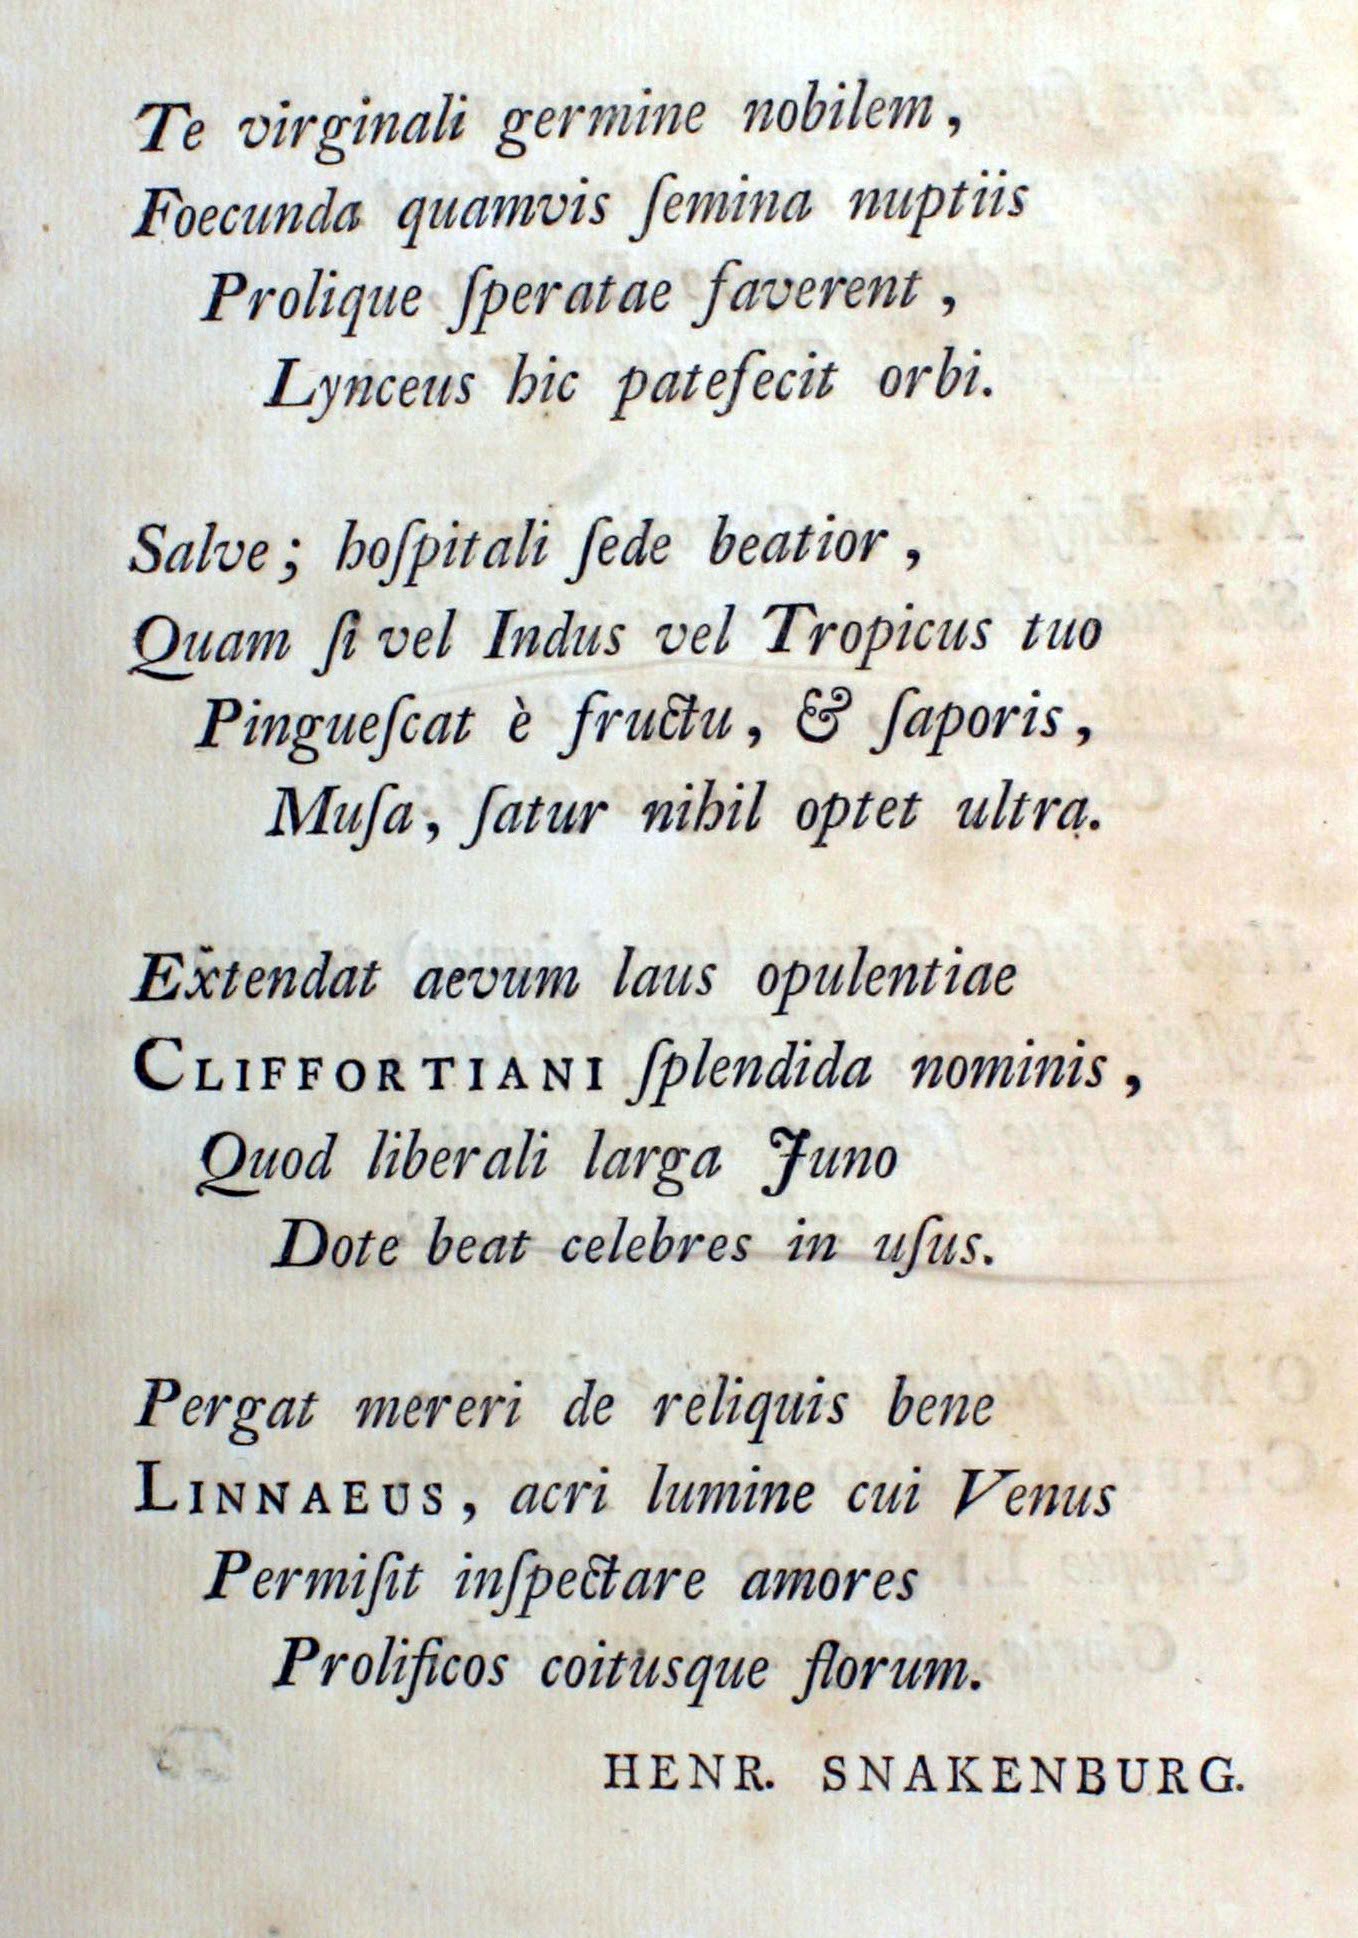 Te virginali germine nobilem,
Foecunda quamvis ſemina nuptiis
Prolique ſperatae faverent,
Lynceus hic patefecit orbi.
Salve; hoſpitali ſede beatior,
Quam ſi vel Indus vel Tropicus tuo
Pingueſcat è fructu, & ſaporis,
Muſa, ſatur nihil optet ultra.
Extendat aevum laus opulentiae
CLIFFORTIANI ſplendida nominis,
Quod liberali larga Juno
Dote beat celebres in uſus.
Pergat mereri de reliquis bene
LINNAEUS, acri lumine cui Venus
Permiſit inſpectare amores
Prolificos coitusque florum.
HENR. SNAKENBURG.